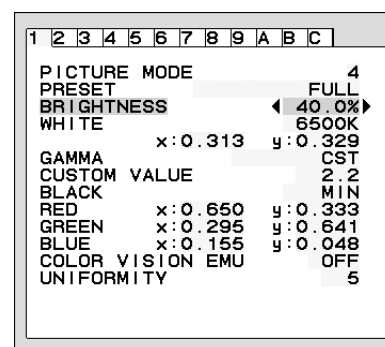 1 2 3 4 5 6 7 8 9 A B C
PICTURE MODE 4
PRESET FULL
BRIGHTNESS 40.0%
WHITE 6500K
x:0.313 y:0.329
GAMMA CST
CUSTOM VALUE 2.2
BLACK MIN
RED x:0.650 y:0.333
GREEN x:0.295 y:0.641
BLUE x:0.155 y:0.048
COLOR VISION EMU OFF
UNIFORMITY 5